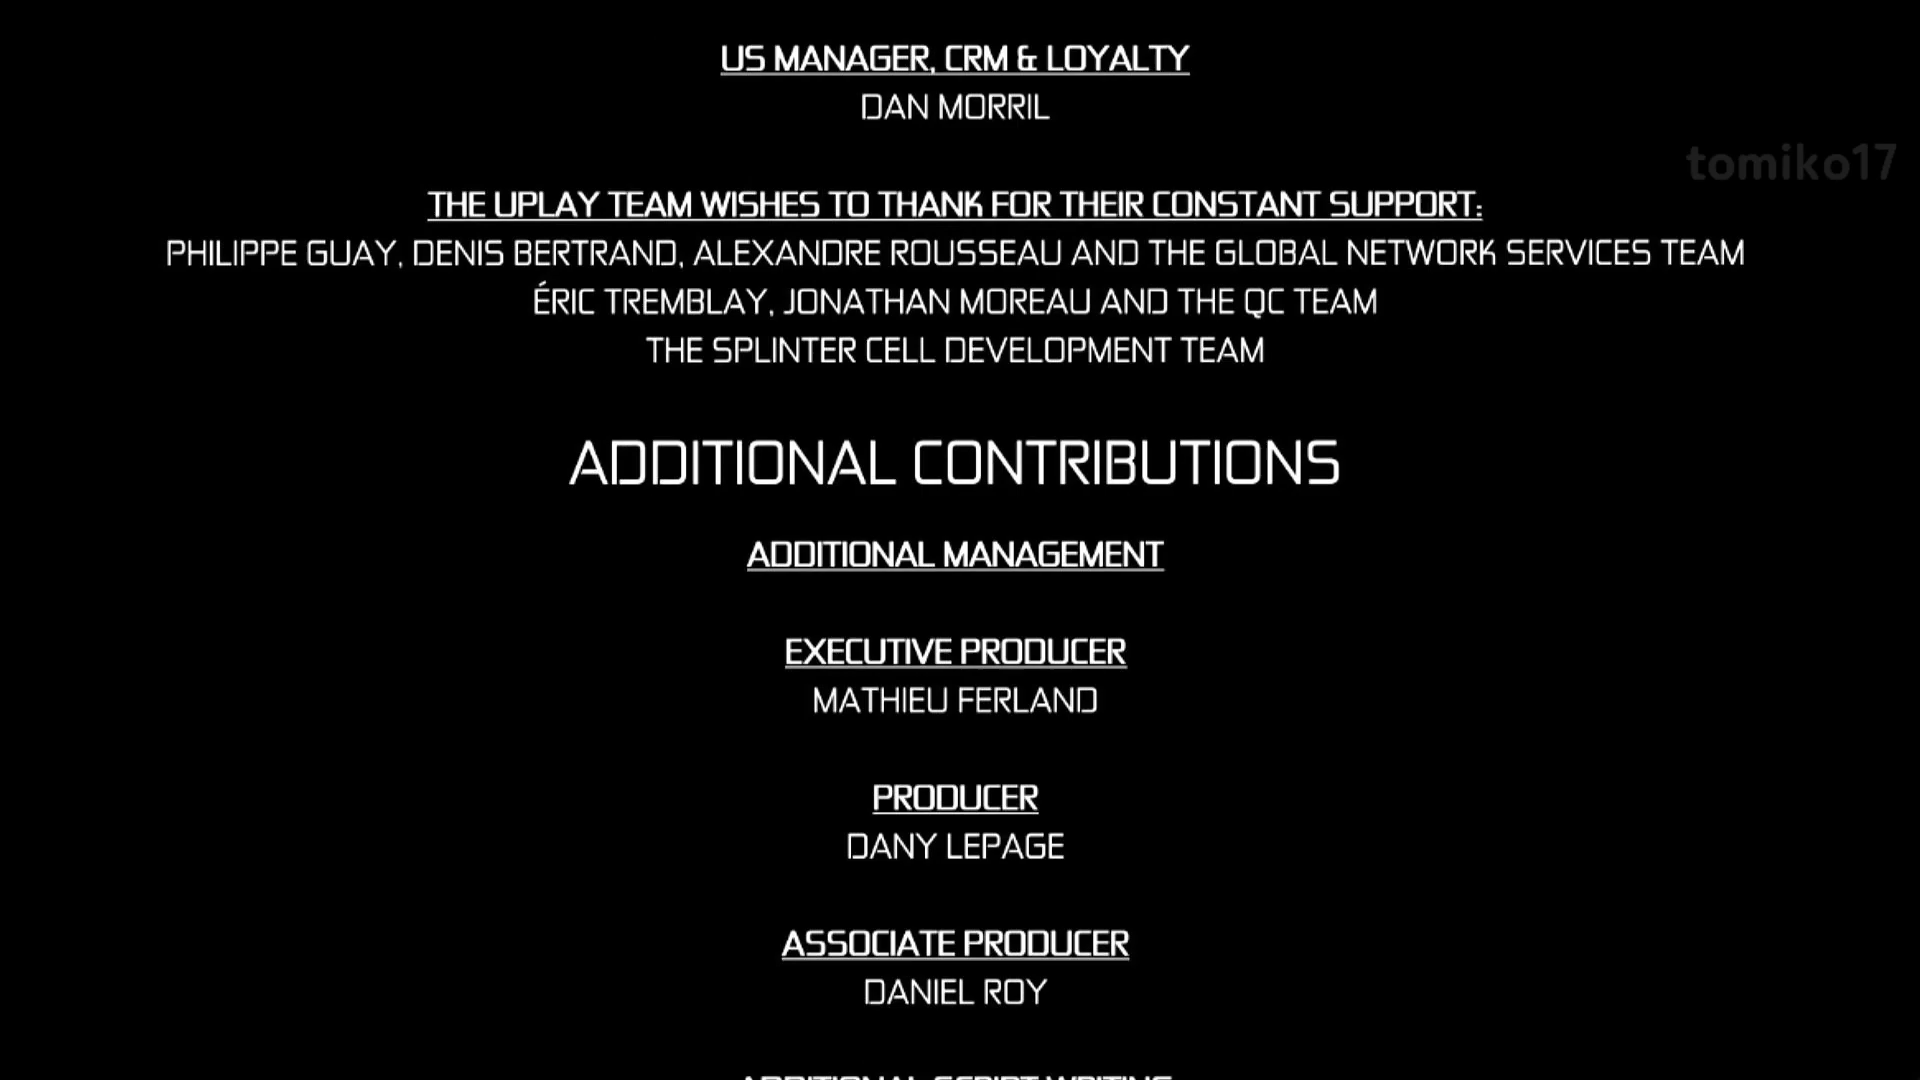 US MANAGER, CRM & LOYALTY
DAN MORRIL
tomiko17
THE UPLAY TEAM WISHES TO THANK FOR THEIR CONSTANT SUPPORT:
PHILIPPE GUAY, DENIS BERTRAND, ALEXANDRE ROUSSEAU AND THE GLOBAL NETWORK SERVICES TEAM
ÉRIC TREMBLAY, JONATHAN MOREAU AND THE QC TEAM
THE SPLINTER CELL DEVELOPMENT TEAM
ADDITIONAL CONTRIBUTIONS
ADDITIONAL MANAGEMENT
EXECUTIVE PRODUCER
MATHIEU FERLAND
PRODUCER
DANY LEPAGE
ASSOCIATE PRODUCER
DANIEL ROY
ADDITIONAL SCRIPT WRITING